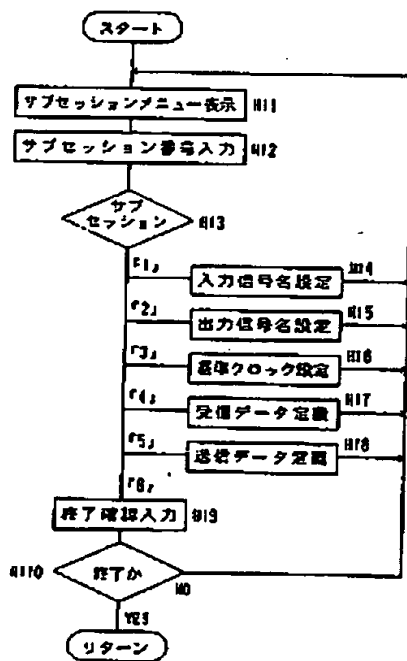 スタート
サブセッションメニュー表示 H11
サブセッション番号入力 H12
サブ
セッション H13
「1」 入力信号名設定 H14
「2」 出力信号名設定 H15
「3」 基準クロック設定 H16
「4」 受信データ定義 H17
「5」 送信データ定義 H18
「6」
終了確認入力 H19
H110 終了か NO
YES
リターン